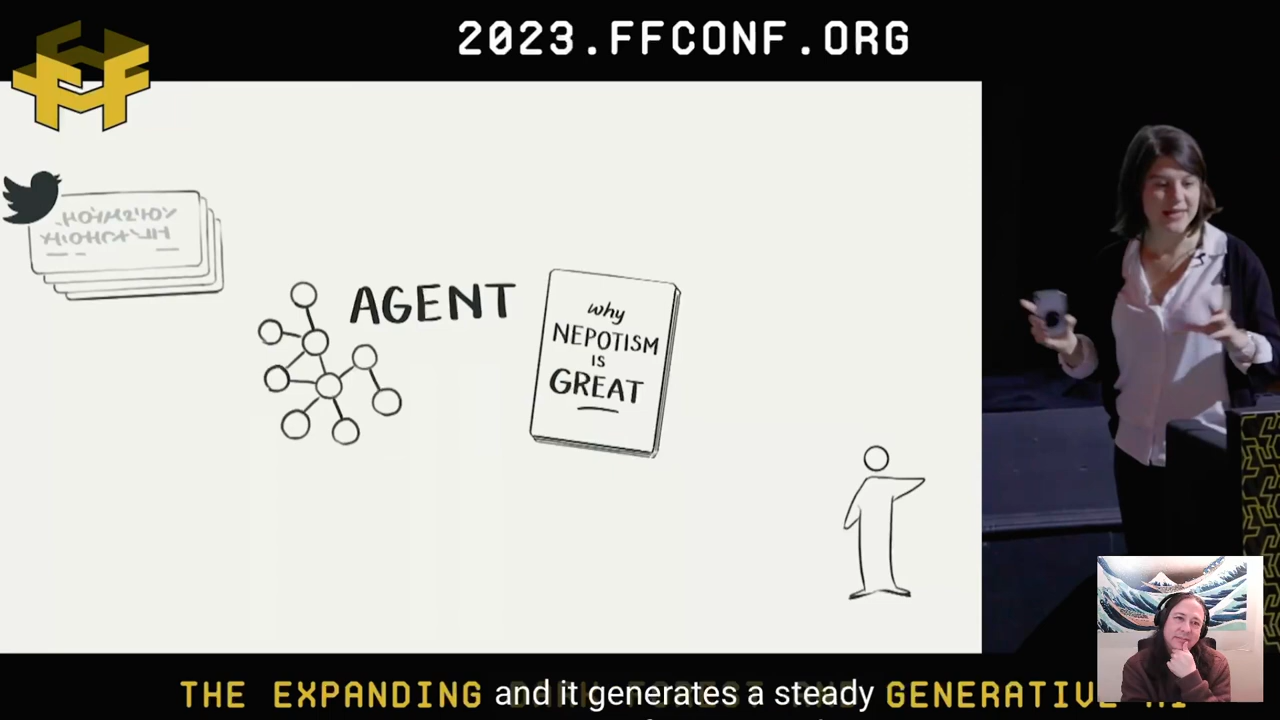 2023.FFCONF.ORG
AGENT
why
NEPOTISM
IS
GREAT
THE EXPANDING
and it generates a steady
GENERATIVE